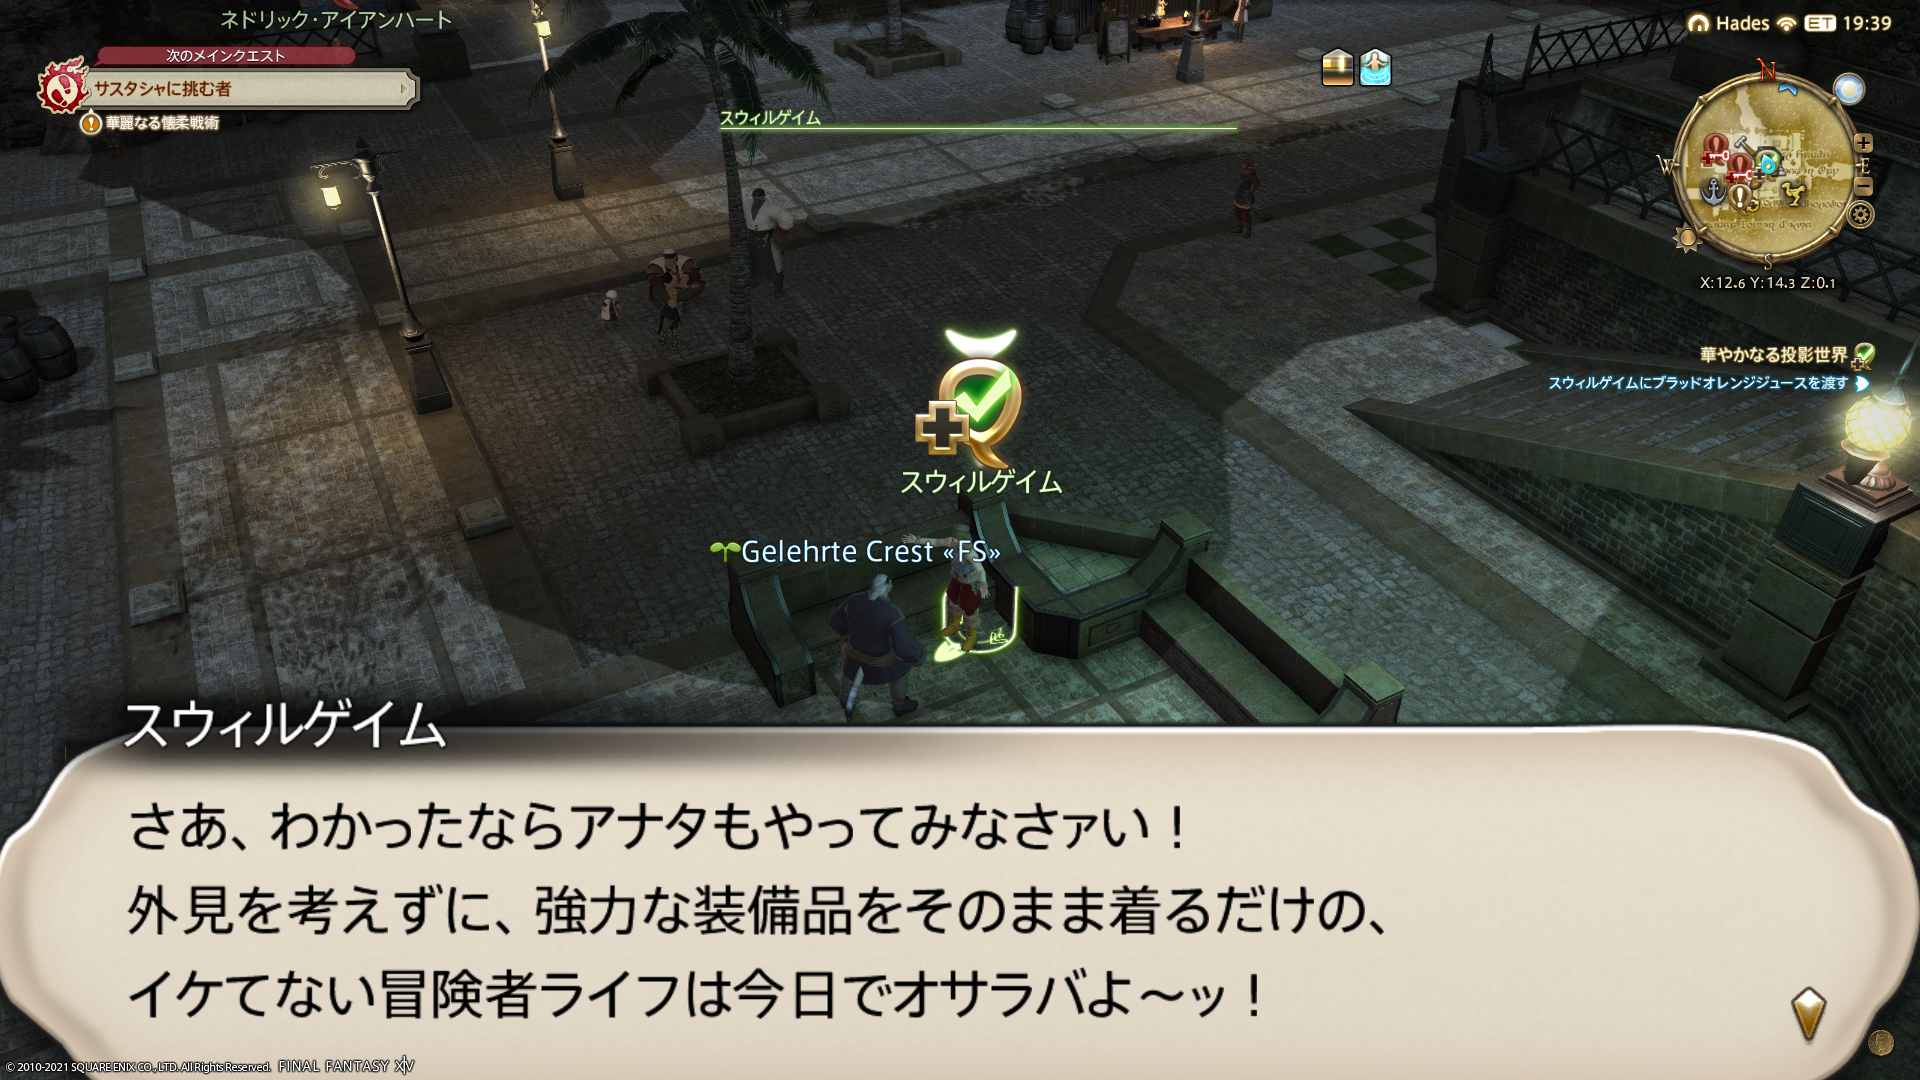 ネドリック・アイアンハート
次のメインクエスト
サスタシャに挑む者
華麗なる懐柔戦術
スウィルゲイム
Hades ET 19:39
N
W
E
S
X:12.6 Y:14.3 Z:0.1
華やかなる投影世界
スウィルゲイムにブラッドオレンジジュースを渡す
スウィルゲイム
Gelehrte Crest «FS»
スウィルゲイム
さあ、わかったならアナタもやってみなさァい！
外見を考えずに、強力な装備品をそのまま着るだけの、
イケてない冒険者ライフは今日でオサラバよ～ッ！
© 2010-2021 SQUARE ENIX CO., LTD. All Rights Reserved. FINAL FANTASY XIV